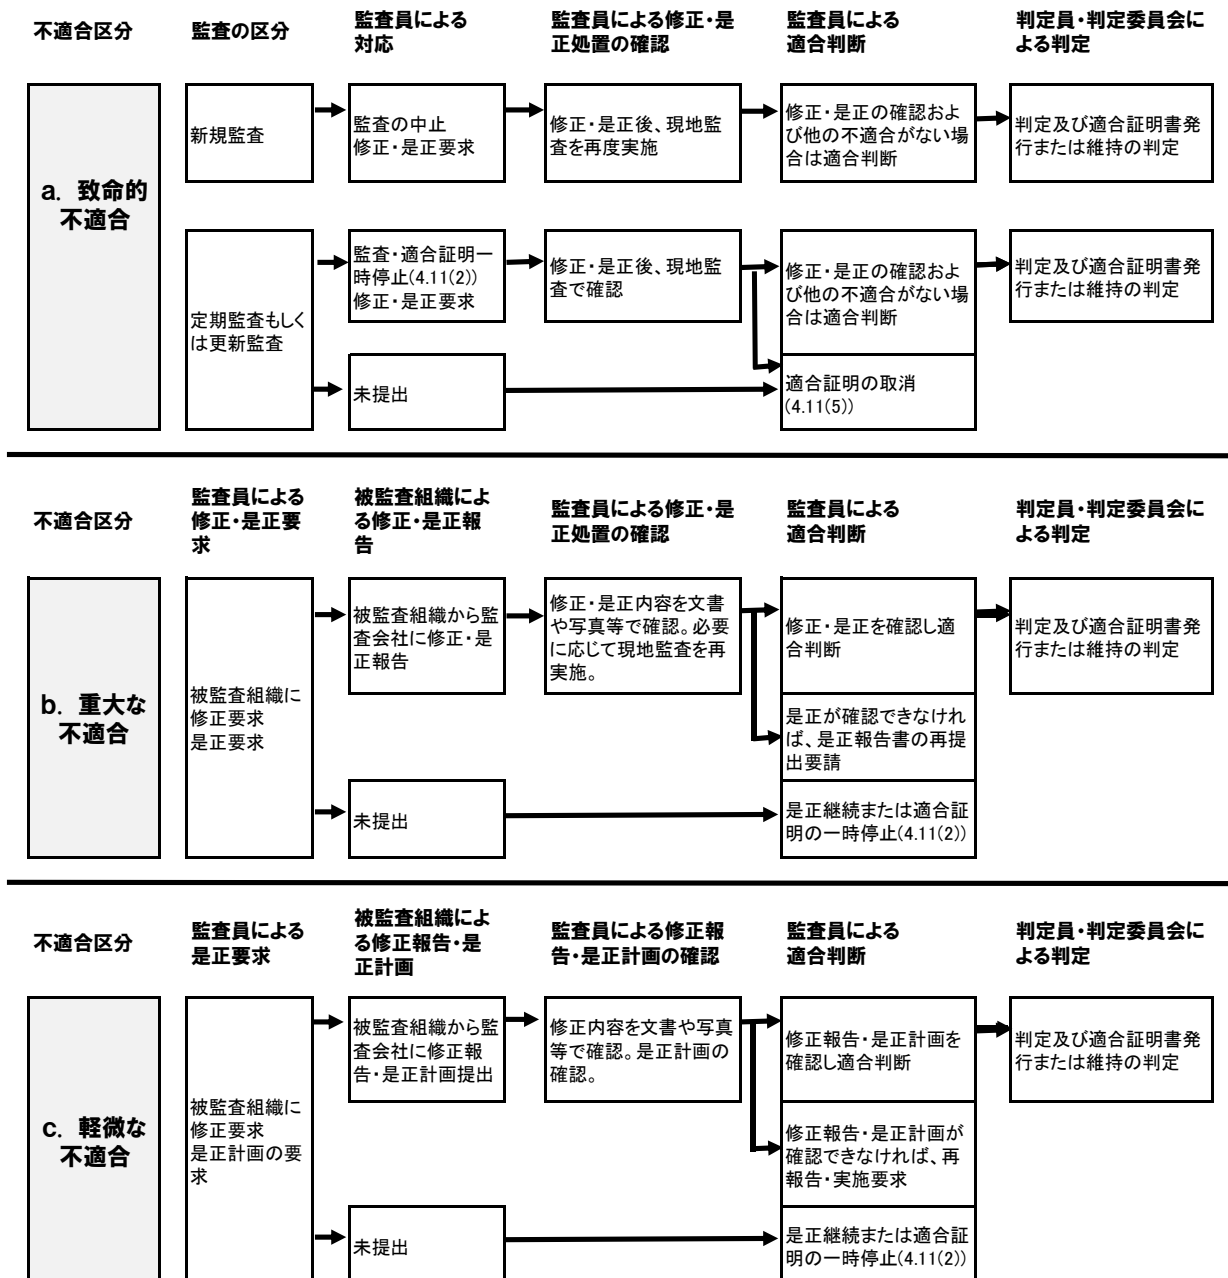 不適合区分
監査の区分
監査員による
対応
監査員による修正・是
正処置の確認
監査員による
適合判断
判定員・判定委員会に
よる判定
a. 致命的
不適合
新規監査
監査の中止
修正・是正要求
修正・是正後、現地監
査を再度実施
修正・是正の確認およ
び他の不適合がない場
合は適合判断
判定及び適合証明書発
行または維持の判定
定期監査もしく
は更新監査
監査・適合証明一
時停止(4.11(2))
修正・是正要求
修正・是正後、現地監
査で確認
修正・是正の確認およ
び他の不適合がない場
合は適合判断
判定及び適合証明書発
行または維持の判定
未提出
適合証明の取消
(4.11(5))
不適合区分
監査員による
修正・是正要
求
被監査組織によ
る修正・是正報
告
監査員による修正・是
正処置の確認
監査員による
適合判断
判定員・判定委員会に
よる判定
b. 重大な
不適合
被監査組織に
修正要求
是正要求
被監査組織から監
査会社に修正・是
正報告
修正・是正内容を文書
や写真等で確認。必要
に応じて現地監査を再
実施。
修正・是正を確認し適
合判断
判定及び適合証明書発
行または維持の判定
是正が確認できなけれ
ば、是正報告書の再提
出要請
未提出
是正継続または適合証
明の一時停止(4.11(2))
不適合区分
監査員による
是正要求
被監査組織によ
る修正報告・是
正計画
監査員による修正報
告・是正計画の確認
監査員による
適合判断
判定員・判定委員会に
よる判定
c. 軽微な
不適合
被監査組織に
修正要求
是正計画の要
求
被監査組織から監
査会社に修正報
告・是正計画提出
修正内容を文書や写真
等で確認。是正計画の
確認。
修正報告・是正計画を
確認し適合判断
判定及び適合証明書発
行または維持の判定
修正報告・是正計画が
確認できなければ、再
報告・実施要求
未提出
是正継続または適合証
明の一時停止(4.11(2))